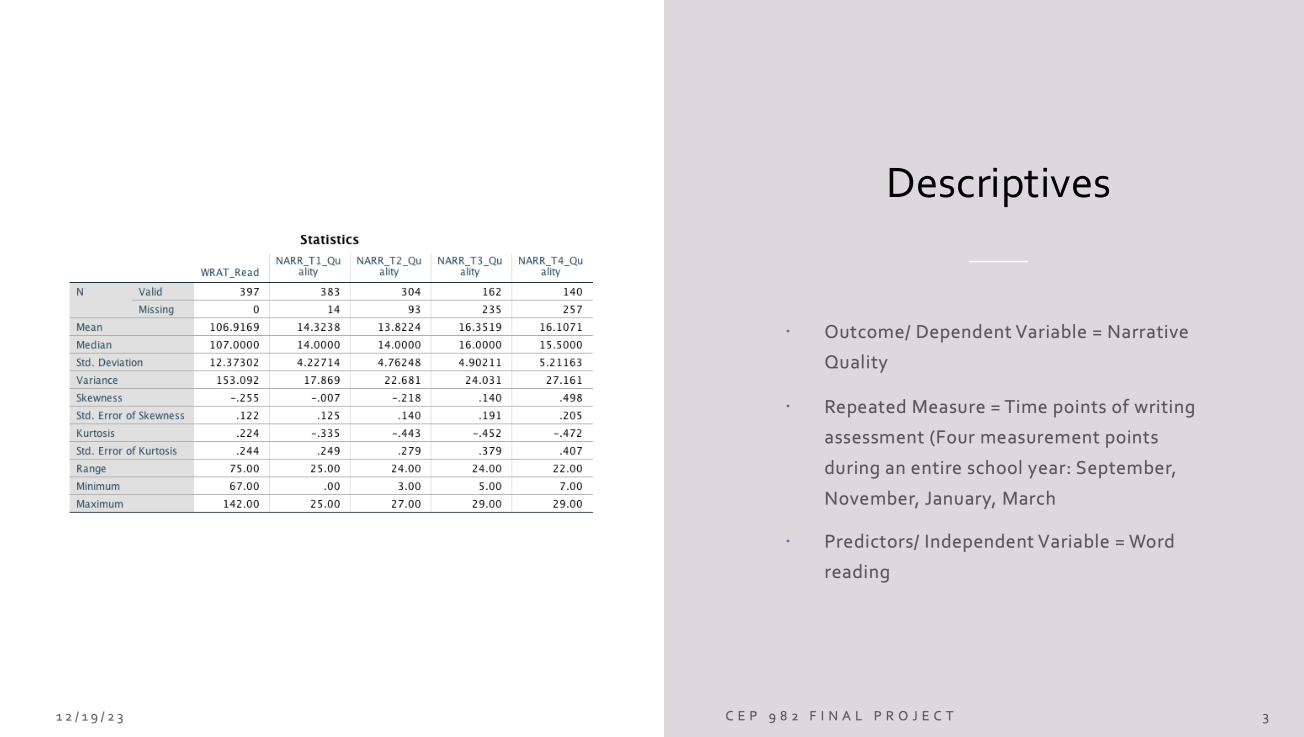 Statistics
WRAT_Read NARR_T1_Qu NARR_T2_Qu NARR_T3_Qu NARR_T4_Qu
ality ality ality ality
N Valid 397 383 304 162 140
Missing 0 14 93 235 257
Mean 106.9169 14.3238 13.8224 16.3519 16.1071
Median 107.0000 14.0000 14.0000 16.0000 15.5000
Std. Deviation 12.37302 4.22714 4.76248 4.90211 5.21163
Variance 153.092 17.869 22.681 24.031 27.161
Skewness -.255 -.007 -.218 .140 .498
Std. Error of Skewness .122 .125 .140 .191 .205
Kurtosis .224 -.335 -.443 -.452 -.472
Std. Error of Kurtosis .244 .249 .279 .379 .407
Range 75.00 25.00 24.00 24.00 22.00
Minimum 67.00 .00 3.00 5.00 7.00
Maximum 142.00 25.00 27.00 29.00 29.00
12/19/23
Descriptives
• Outcome/ Dependent Variable = Narrative
Quality
• Repeated Measure = Time points of writing
assessment (Four measurement points
during an entire school year: September,
November, January, March
• Predictors/ Independent Variable = Word
reading
CEP 982 FINAL PROJECT
3